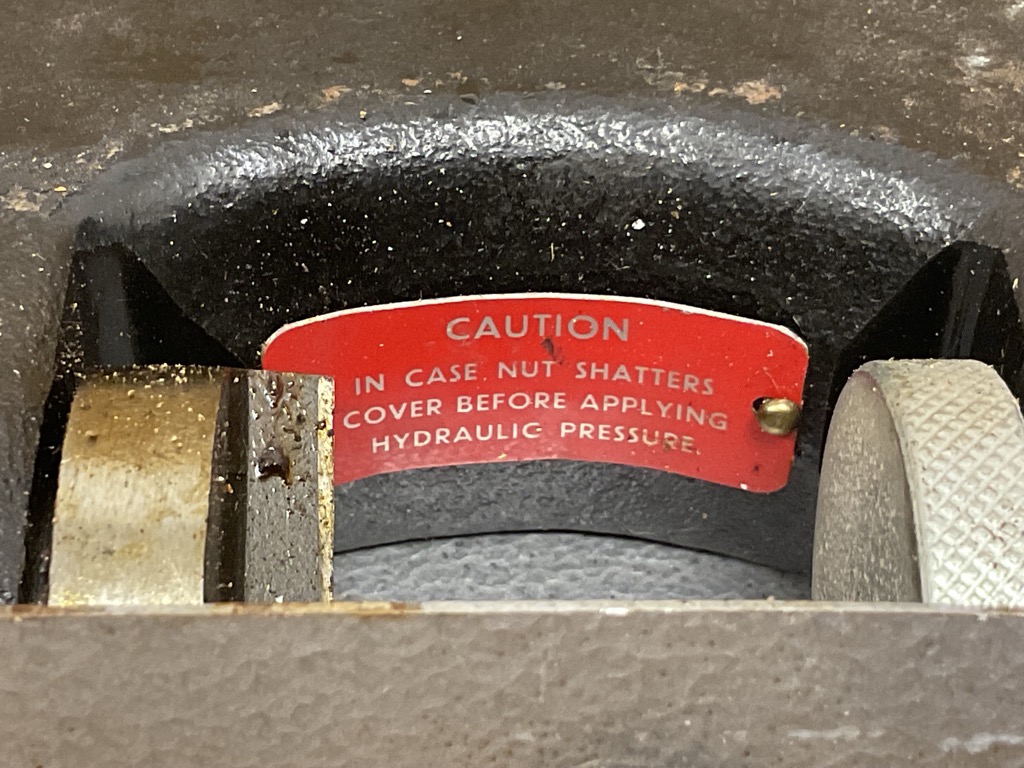 CAUTION
IN CASE NUT SHATTERS
COVER BEFORE APPLYING
HYDRAULIC PRESSURE.